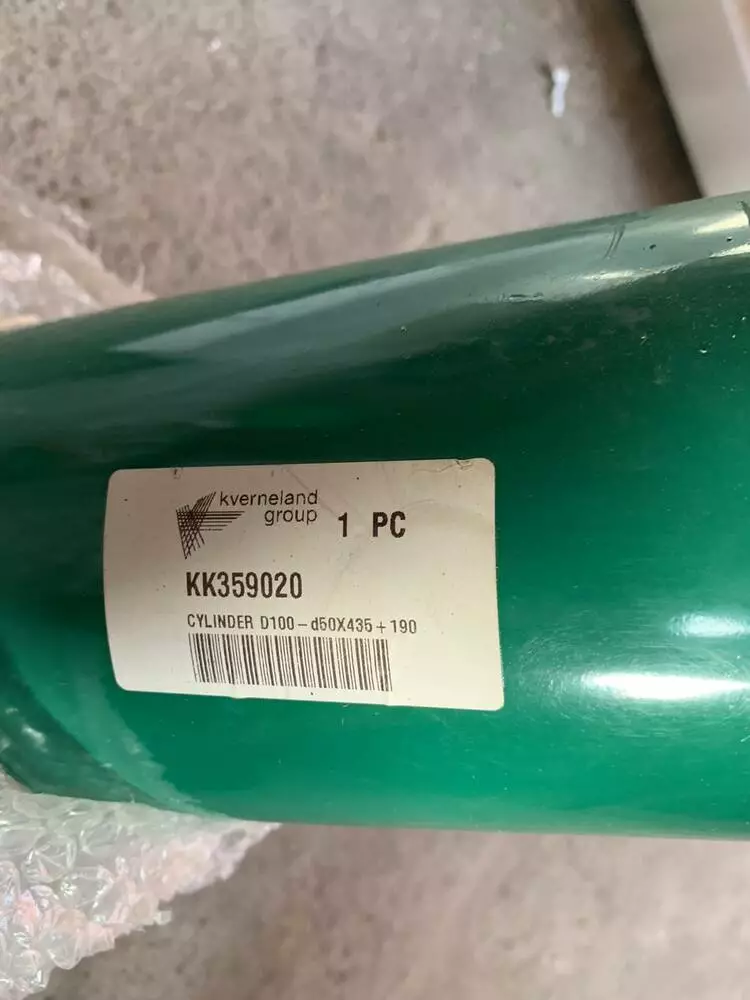 kverneland
group
1 PC
KK359020
CYLINDER D100-d50X435+190